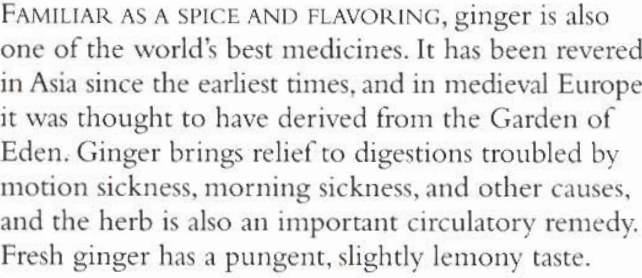 FAMILIAR AS A SPICE AND FLAVORING, ginger is also
one of the world's best medicines. It has been revered
in Asia since the earliest times, and in medieval Europe
it was thought to have derived from the Garden of
Eden. Ginger brings relief to digestions troubled by
motion sickness, morning sickness, and other causes,
and the herb is also an important circulatory remedy.
Fresh ginger has a pungent, slightly lemony taste.